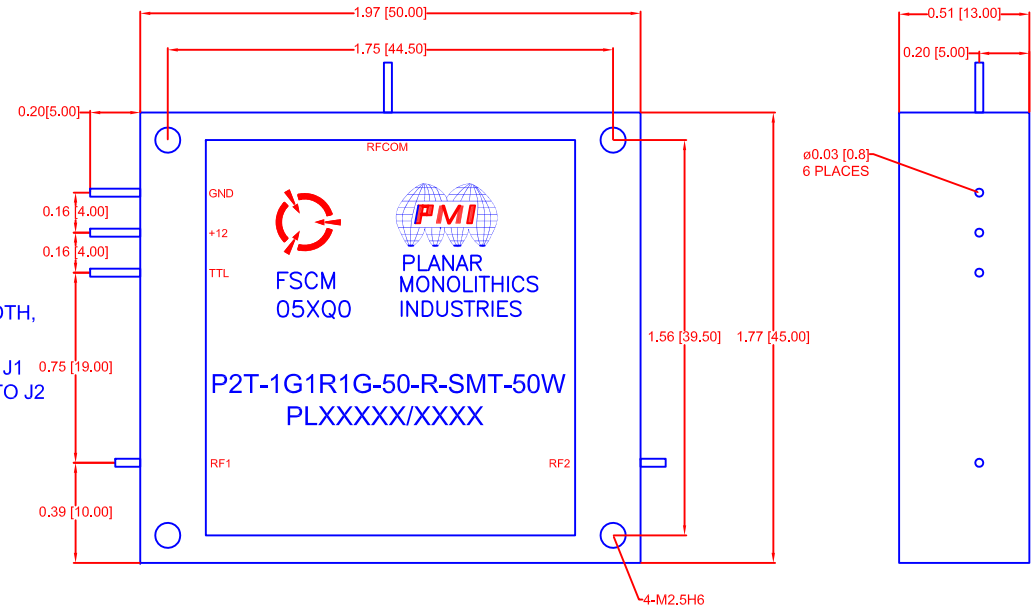 1.97 [50.00]
0.51 [13.00]
1.75 [44.50]
0.20 [5.00]
0.20[5.00]
RFCOM
ø0.03 [0.8]
6 PLACES
GND
0.16 [4.00]
+12
0.16 [4.00]
TTL
PMI
PLANAR
MONOLITHICS
INDUSTRIES
FSCM
05XQ0
1.56 [39.50]
1.77 [45.00]
J1
0.75 [19.00]
TO J2
P2T-1G1R1G-50-R-SMT-50W
PLXXXXX/XXXX
RF1
RF2
0.39 [10.00]
4-M2.5H6